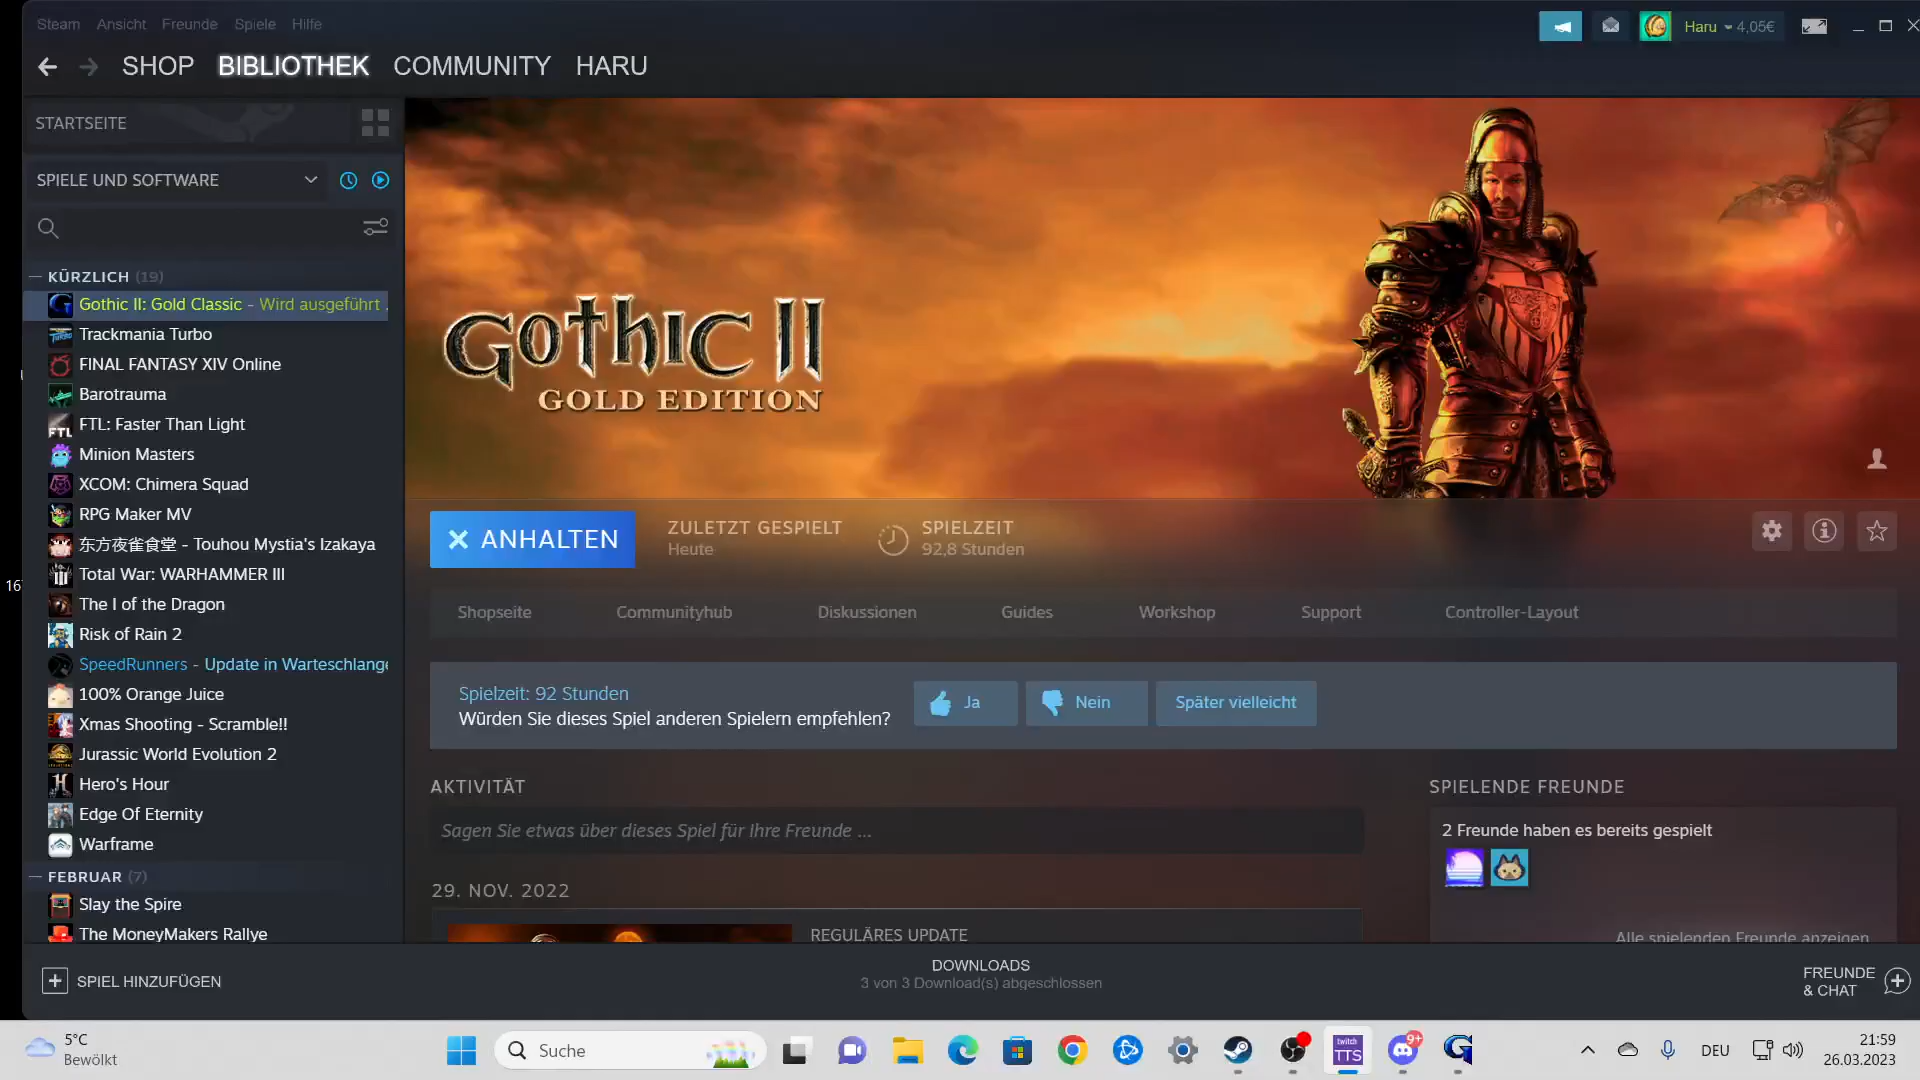 Steam Ansicht Freunde Spiele Hilfe
Haru 4,05€
SHOP BIBLIOTHEK COMMUNITY HARU
STARTSEITE
SPIELE UND SOFTWARE
KÜRZLICH (19)
Gothic II: Gold Classic - Wird ausgeführt
Trackmania Turbo
FINAL FANTASY XIV Online
Barotrauma
FTL
FTL: Faster Than Light
Minion Masters
XCOM: Chimera Squad
RPG Maker MV
东方夜雀食堂 - Touhou Mystia's Izakaya
Total War: WARHAMMER III
The I of the Dragon
Risk of Rain 2
SpeedRunners - Update in Warteschlange
100% Orange Juice
Xmas Shooting - Scramble!!
Jurassic World Evolution 2
Hero's Hour
Edge Of Eternity
Warframe
FEBRUAR (7)
Slay the Spire
The MoneyMakers Rallye
16
GOTHIC II
GOLD EDITION
ANHALTEN
ZULETZT GESPIELT
Heute
SPIELZEIT
92,8 Stunden
Shopseite Communityhub Diskussionen Guides Workshop Support Controller-Layout
Spielzeit: 92 Stunden
Würden Sie dieses Spiel anderen Spielern empfehlen?
Ja Nein Später vielleicht
AKTIVITÄT
Sagen Sie etwas über dieses Spiel für Ihre Freunde ...
29. NOV. 2022
REGULÄRES UPDATE
SPIELENDE FREUNDE
2 Freunde haben es bereits gespielt
Alle spielenden Freunde anzeigen
SPIEL HINZUFÜGEN
DOWNLOADS
3 von 3 Download(s) abgeschlossen
FREUNDE
& CHAT
5°C
Bewölkt
Suche
twitch
TTS
9+
DEU
21:59
26.03.2023